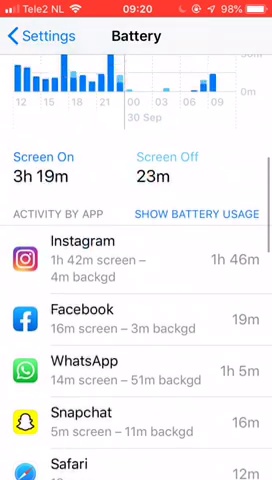 Tele2 NL 09:20 98%
Settings Battery
30m
0m
12 15 18 21 00 03 06 09
30 Sep
Screen On Screen Off
3h 19m 23m
ACTIVITY BY APP SHOW BATTERY USAGE
Instagram
1h 42m screen –
4m backgd
1h 46m
Facebook
16m screen – 3m backgd
19m
WhatsApp
14m screen – 51m backgd
1h 5m
Snapchat
5m screen – 11m backgd
16m
Safari
12m